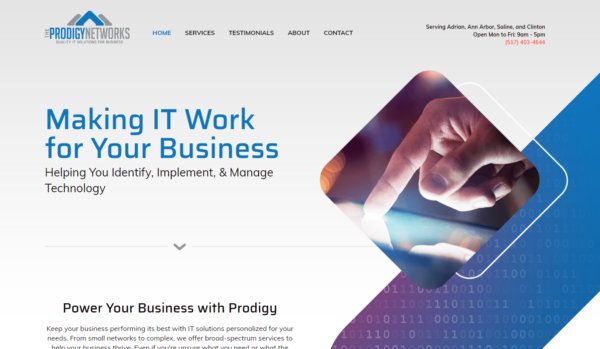 THE PRODIGYNETWORKS
QUALITY IT SOLUTIONS FOR BUSINESS
HOME SERVICES TESTIMONIALS ABOUT CONTACT
Serving Adrian, Ann Arbor, Saline, and Clinton
Open Mon to Fri: 9am - 5pm
(517) 403-4844
Making IT Work
for Your Business
Helping You Identify, Implement, & Manage
Technology
Power Your Business with Prodigy
Keep your business performing its best with IT solutions personalized for your
needs. From small networks to complex, we offer broad-spectrum services to
help your business thrive. Even if you're unsure what you need or what the